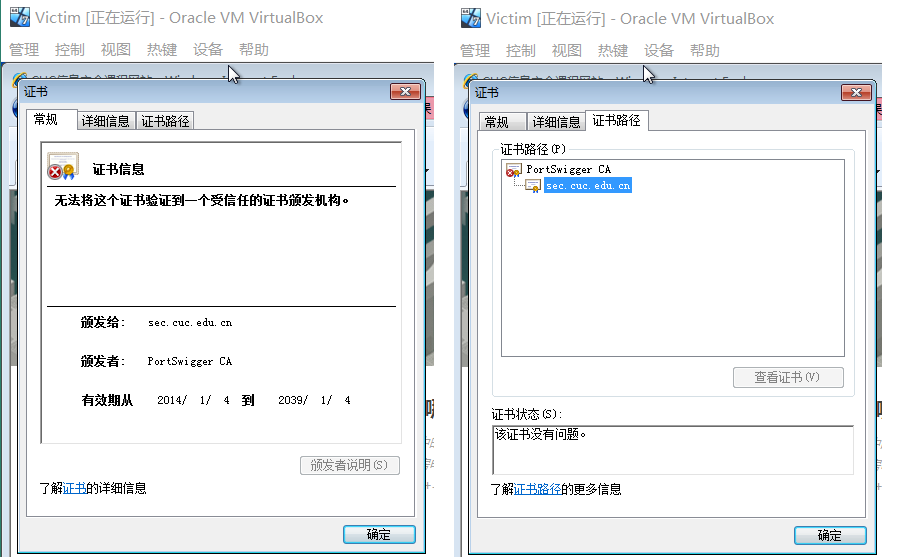 Victim [正在运行] - Oracle VM VirtualBox
管理 控制 视图 热键 设备 帮助
证书
常规 详细信息 证书路径
证书信息
无法将这个证书验证到一个受信任的证书颁发机构。
颁发给: sec.cuc.edu.cn
颁发者: PortSwigger CA
有效期从 2014/ 1/ 4 到 2039/ 1/ 4
颁发者说明(S)
了解证书的详细信息
确定
Victim [正在运行] - Oracle VM VirtualBox
管理 控制 视图 热键 设备 帮助
证书
常规 详细信息 证书路径
证书路径(P)
PortSwigger CA
sec.cuc.edu.cn
查看证书(V)
证书状态(S):
该证书没有问题。
了解证书路径的更多信息
确定